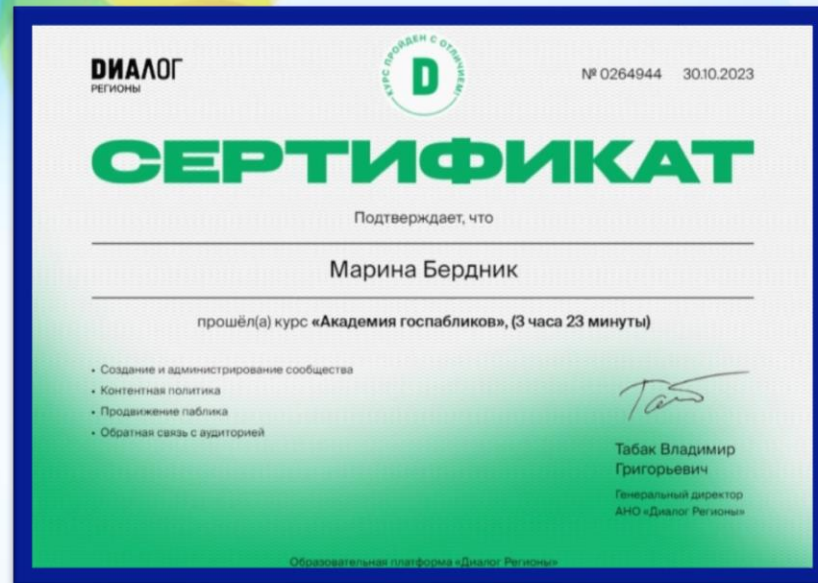 DИАЛОГ
РЕГИОНЫ
КУРС ПРОЙДЕН С ОТЛИЧИЕМ!
D
№ 0264944 30.10.2023
СЕРТИФИКАТ
Подтверждает, что
Марина Бердник
прошёл(а) курс «Академия госпабликов», (3 часа 23 минуты)
• Создание и администрирование сообщества
• Контентная политика
• Продвижение паблика
• Обратная связь с аудиторией
Табак Владимир
Григорьевич
Генеральный директор
АНО «Диалог Регионы»
Образовательная платформа «Диалог Регионы»